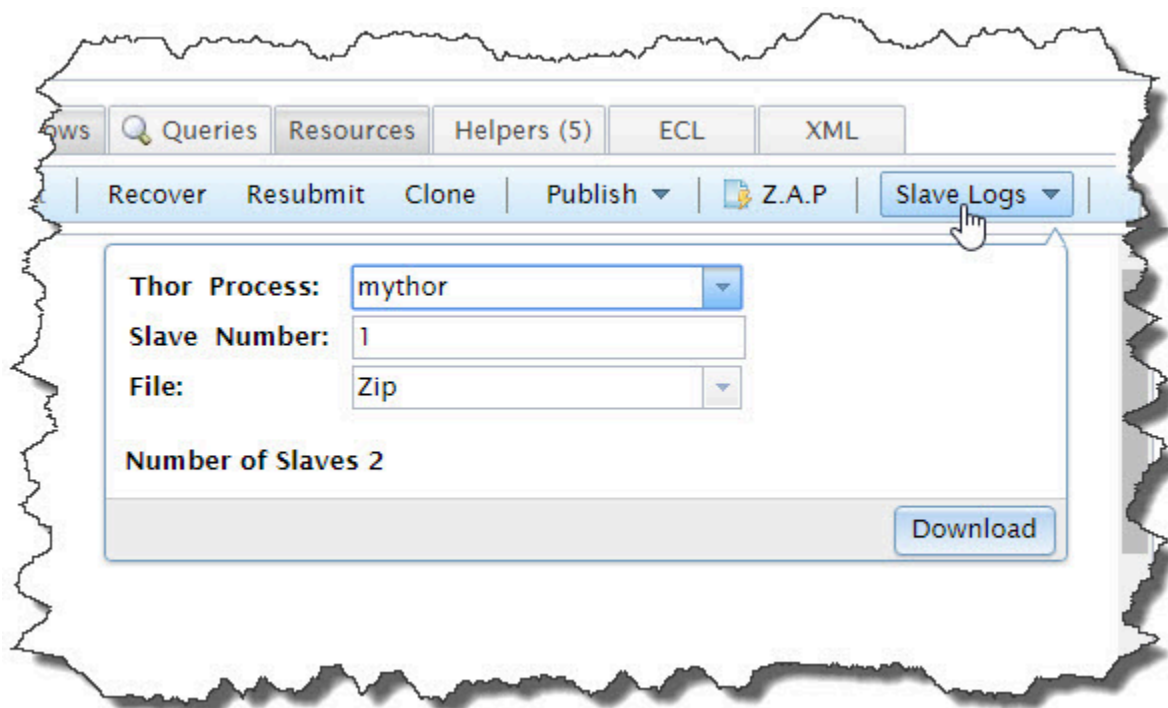 Queries Resources Helpers (5) ECL XML
Recover Resubmit Clone Publish Z.A.P Slave Logs
Thor Process: mythor
Slave Number: 1
File: Zip
Number of Slaves 2
Download